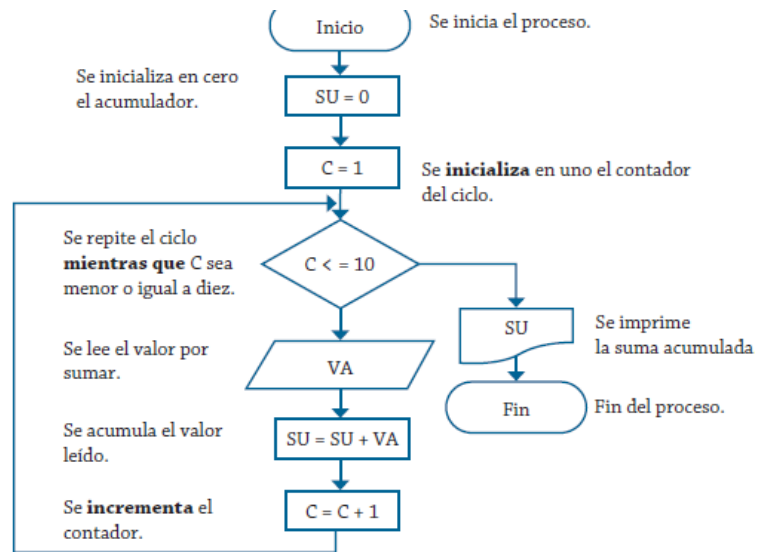 Inicio
Se inicia el proceso.
Se inicializa en cero
el acumulador.
SU = 0
C = 1
Se inicializa en uno el contador
del ciclo.
Se repite el ciclo
mientras que C sea
menor o igual a diez.
C < = 10
SU
Se imprime
la suma acumulada
Se lee el valor por
sumar.
VA
Fin
Fin del proceso.
Se acumula el valor
leído.
SU = SU + VA
Se incrementa el
contador.
C = C + 1